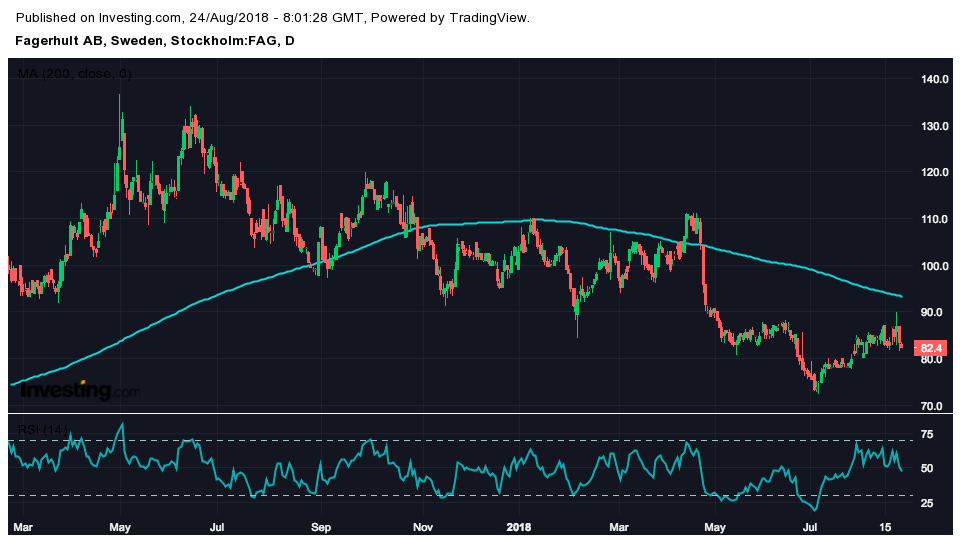 Published on Investing.com, 24/Aug/2018 - 8:01:28 GMT, Powered by TradingView.
Fagerhult AB, Sweden, Stockholm:FAG, D
MA (200, close, 0)
140.0
130.0
120.0
110.0
100.0
90.0
82.4
80.0
70.0
Investing.com
RSI (14)
75
50
25
Mar May Jul Sep Nov 2018 Mar May Jul 15